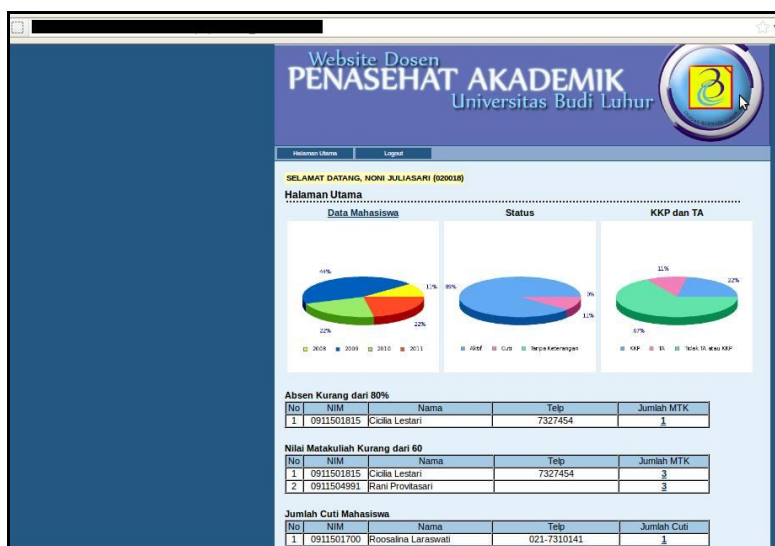 Website Dosen
PENASEHAT AKADEMIK
Universitas Budi Luhur
Halaman Utama Logout
SELAMAT DATANG, NONI JULIASARI (020018)
Halaman Utama
Data Mahasiswa Status KKP dan TA
44% 11% 22% 22%
89% 0% 11%
11% 22% 67%
2008 2009 2010 2011
Aktif Cuti Tanpa Keterangan
KKP TA Tidak TA atau KKP
Absen Kurang dari 80%
No NIM Nama Telp Jumlah MTK
1 0911501815 Cicilia Lestari 7327454 1
Nilai Matakuliah Kurang dari 60
No NIM Nama Telp Jumlah MTK
1 0911501815 Cicilia Lestari 7327454 3
2 0911504991 Rani Provitasari 3
Jumlah Cuti Mahasiswa
No NIM Nama Telp Jumlah Cuti
1 0911501700 Roosalina Laraswati 021-7310141 1